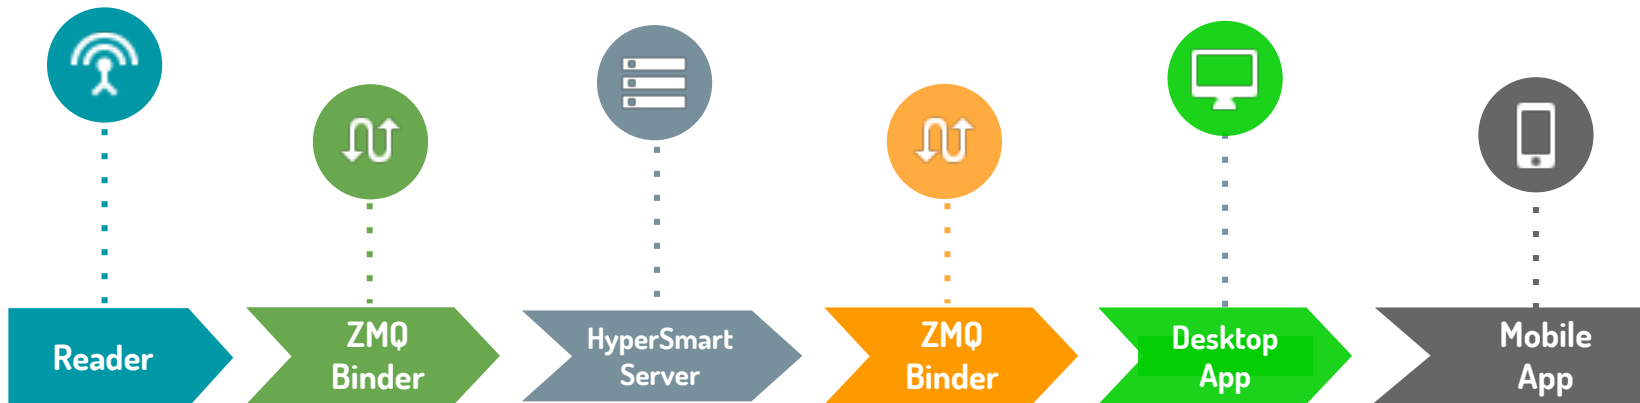 Reader
ZMQ
Binder
HyperSmart
Server
ZMQ
Binder
Desktop
App
Mobile
App